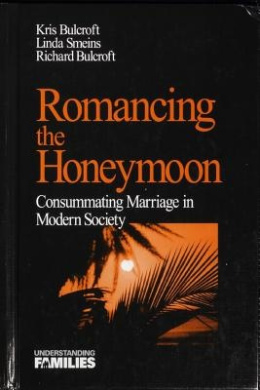 Kris Bulcroft
Linda Smeins
Richard Bulcroft
Romancing
the
Honeymoon
Consummating Marriage in
Modern Society
UNDERSTANDING
FAMILIES